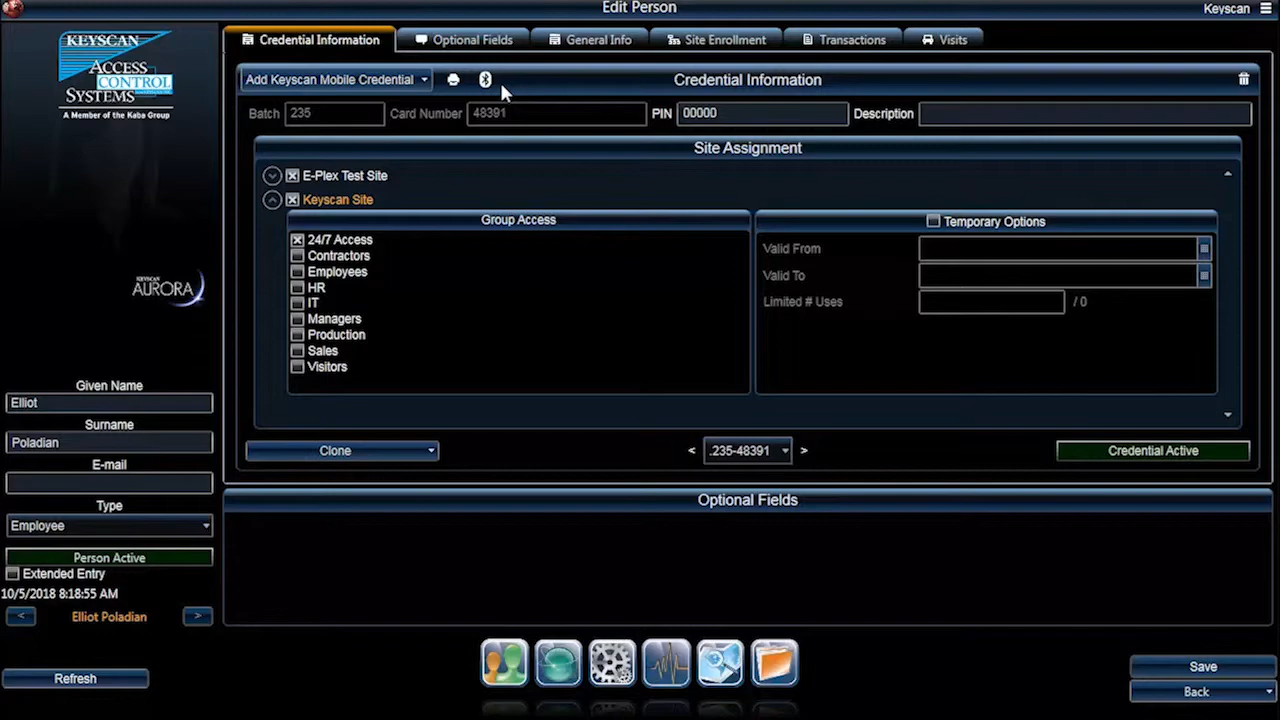 Edit Person
Keyscan
KEYSCAN
ACCESS
CONTROL
SYSTEMS
A Member of the Kaba Group
Credential Information
Optional Fields
General Info
Site Enrollment
Transactions
Visits
Add Keyscan Mobile Credential
Credential Information
Batch 235 Card Number 48391 PIN 00000 Description
Site Assignment
E-Plex Test Site
Keyscan Site
Group Access
Temporary Options
24/7 Access
Contractors
Employees
HR
IT
Managers
Production
Sales
Visitors
Valid From
Valid To
Limited # Uses / 0
KEYSCAN
AURORA
Given Name
Elliot
Surname
Poladian
E-mail
Type
Employee
Person Active
Extended Entry
10/5/2018 8:18:55 AM
< Elliot Poladian >
Refresh
Clone
< .235-48391 >
Credential Active
Optional Fields
Save
Back